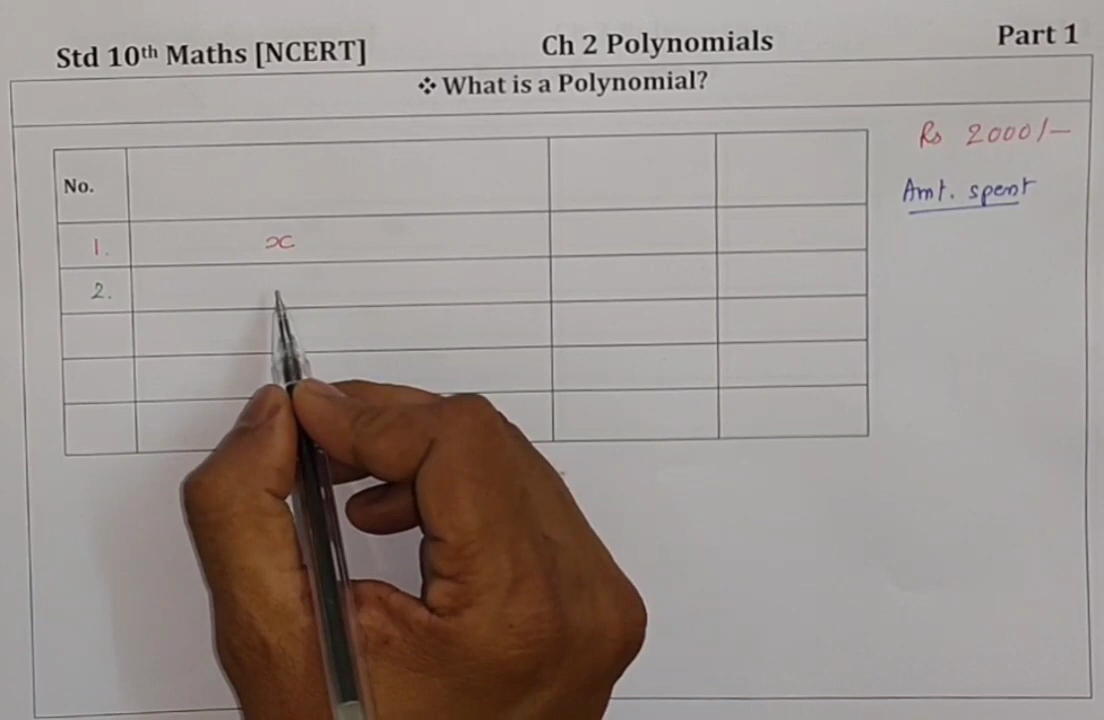 Std 10th Maths [NCERT] Ch 2 Polynomials Part 1
❖ What is a Polynomial?
Rs 2000/-
No.
Amt. spent
1. x
2.